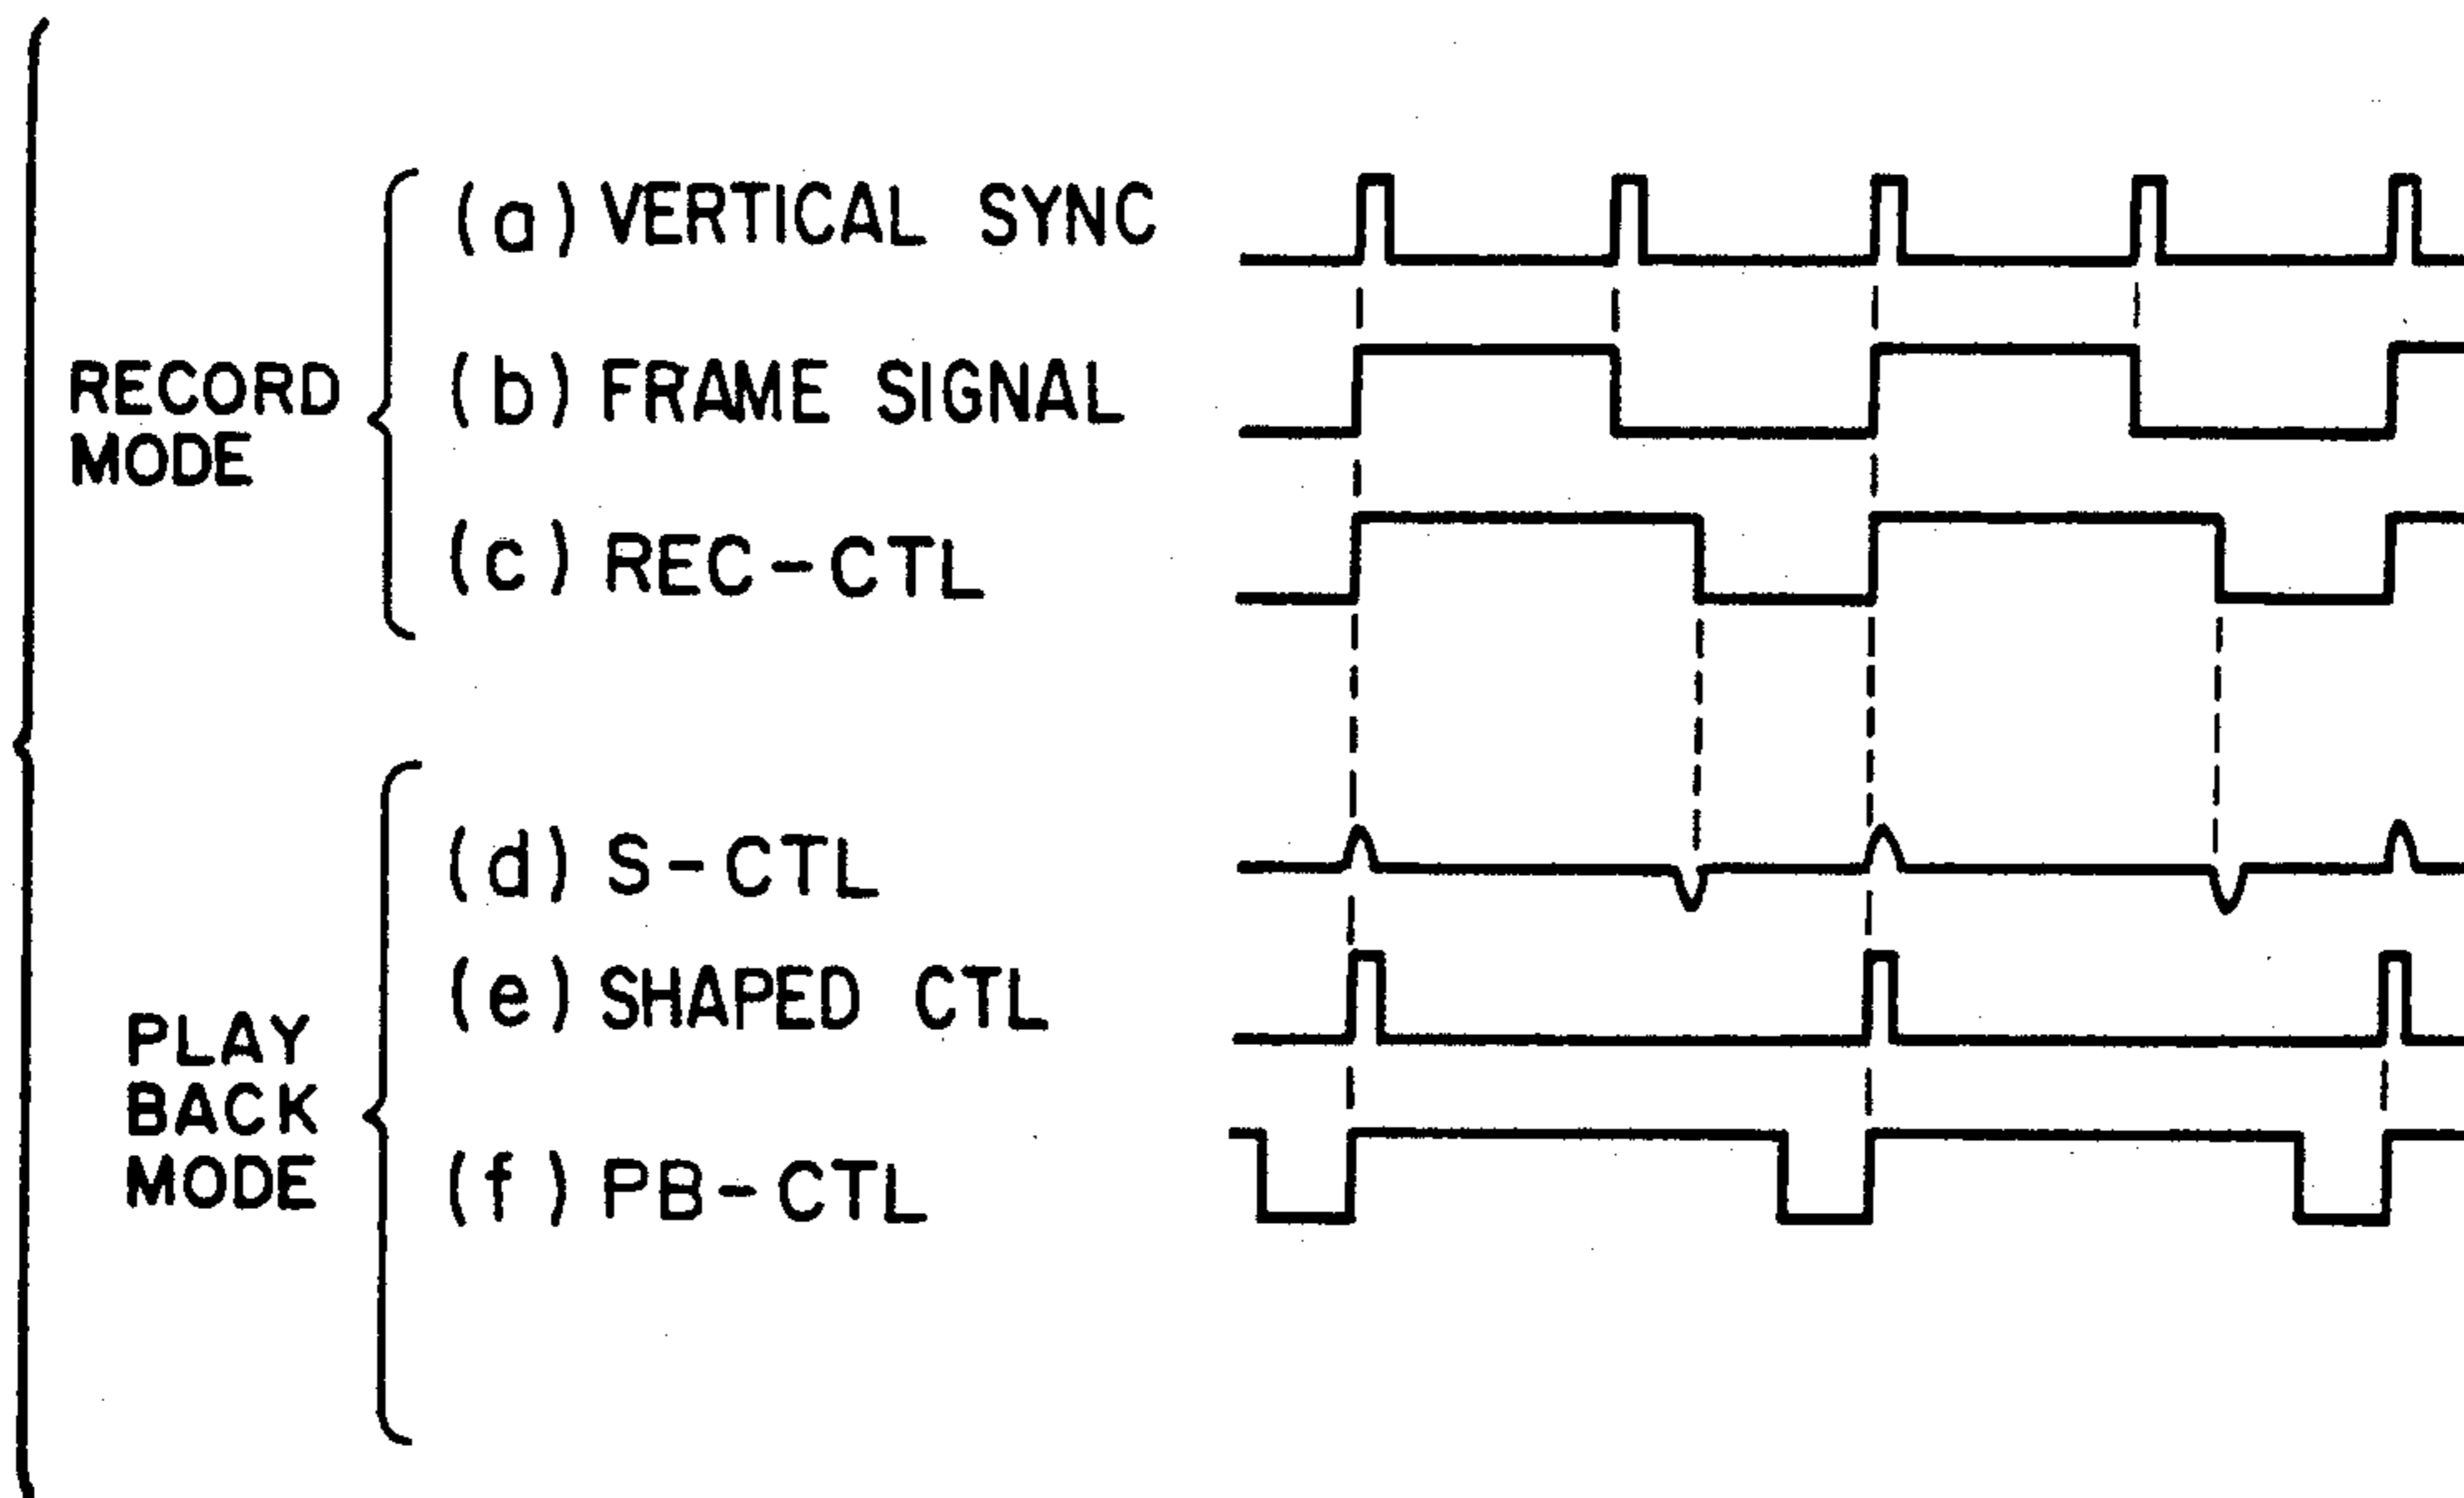 RECORD
MODE
(a) VERTICAL SYNC
(b) FRAME SIGNAL
(c) REC-CTL
PLAY
BACK
MODE
(d) S-CTL
(e) SHAPED CTL
(f) PB-CTL